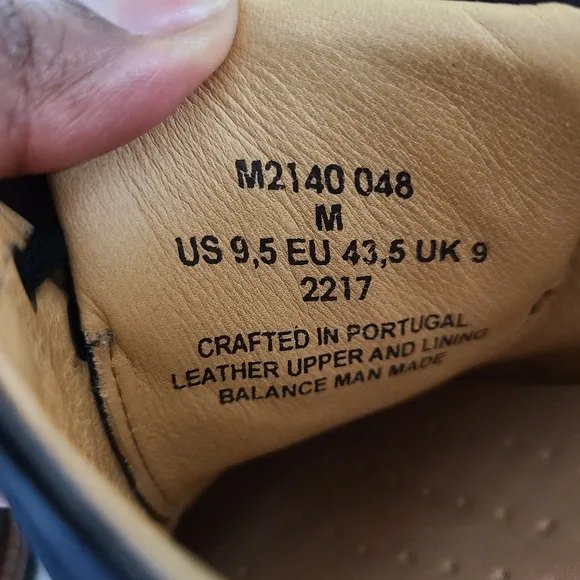 M2140 048
M
US 9,5 EU 43,5 UK 9
2217
CRAFTED IN PORTUGAL
LEATHER UPPER AND LINING
BALANCE MAN MADE